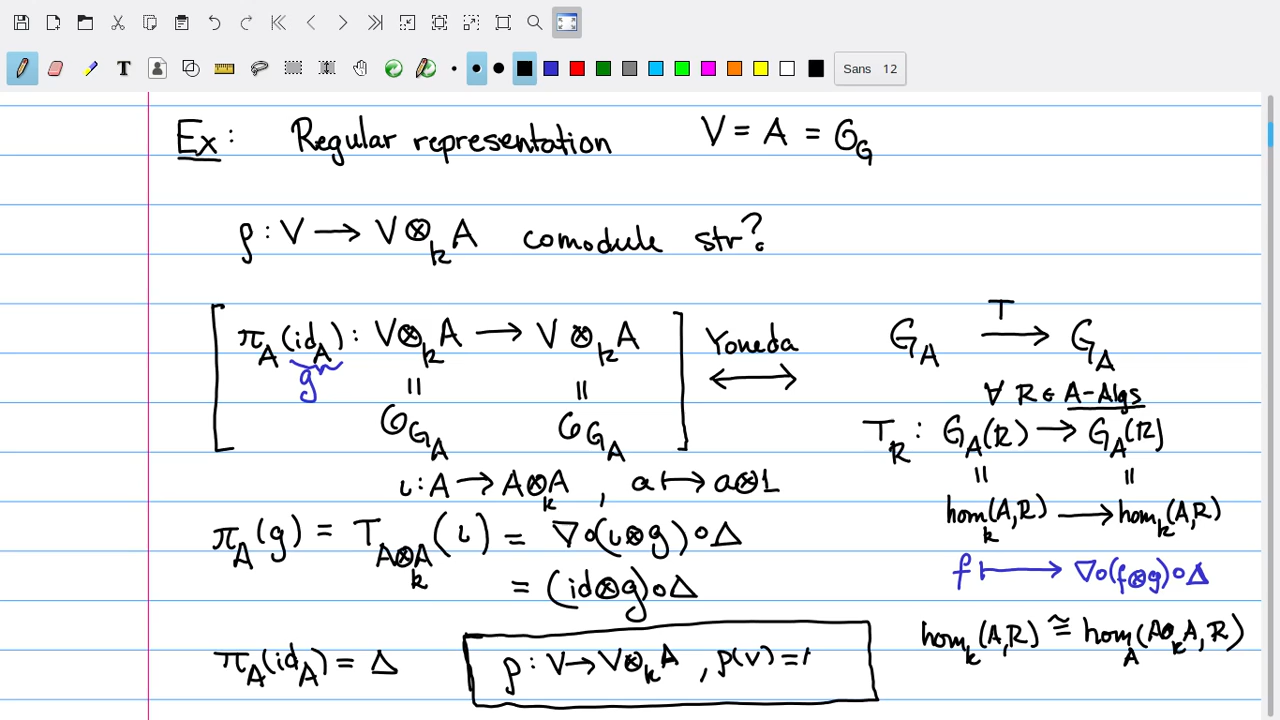 Sans 12
Ex: Regular representation V = A = 𝒪_G
ρ : V → V ⊗_k A comodule str?
π_A(id_A) : V ⊗_k A → V ⊗_k A
g
= =
𝒪_{G_A} 𝒪_{G_A}
Yoneda
⟷
G_A —T→ G_A
∀ R ∈ A-Algs
T_R : G_A(R) → G_A(R)
= =
hom_k(A,R) → hom_k(A,R)
f ↦ ∇∘(f⊗g)∘Δ
hom_k(A,R) ≅ hom_A(A⊗_k A, R)
ι : A → A ⊗_k A , a ↦ a⊗1
π_A(g) = T_{A⊗_k A}(ι) = ∇∘(ι⊗g)∘Δ
= (id⊗g)∘Δ
π_A(id_A) = Δ
ρ : V → V ⊗_k A , ρ(v) =